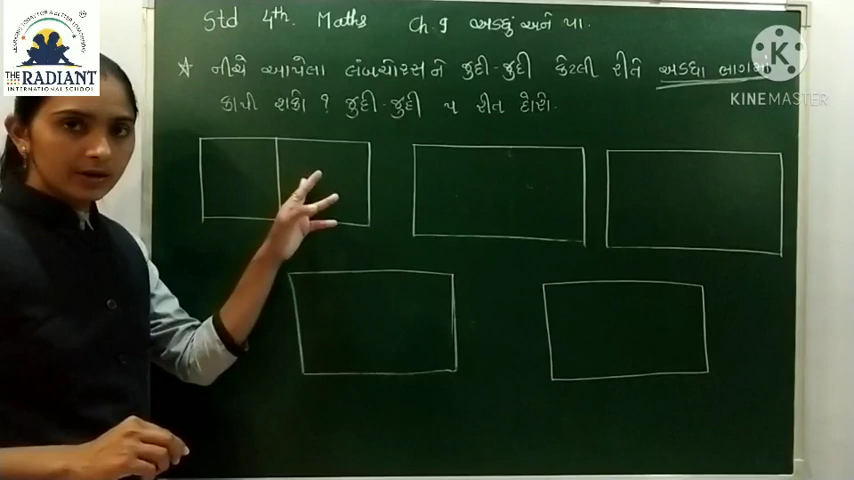 Std 4th. Maths Ch. 9 અડધું અને પા.
★ નીચે આપેલા લંબચોરસ ને જુદી-જુદી કેટલી રીતે અડધા ભાગમાં
કાપી શકો ? જુદી-જુદી ૫ રીત દોરો.
THE RADIANT
INTERNATIONAL SCHOOL
K
KINEMASTER